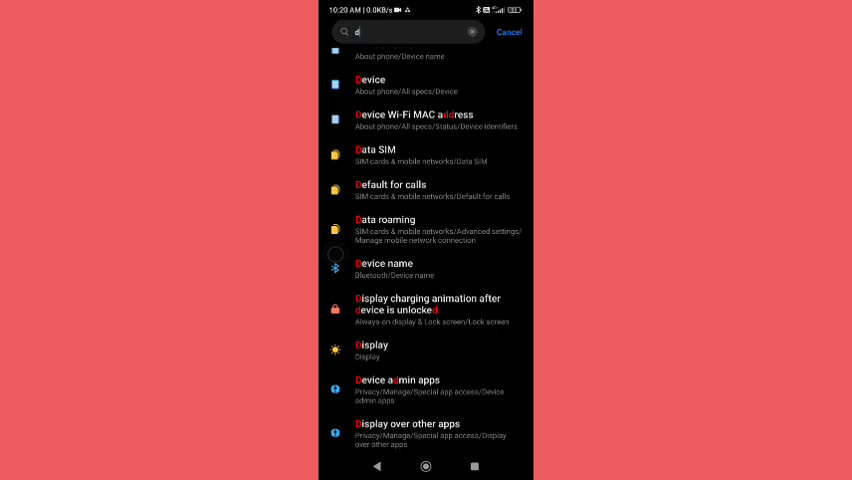 10:20 AM | 0.0KB/s
d
Cancel
About phone/Device name
Device
About phone/All specs/Device
Device Wi-Fi MAC address
About phone/All specs/Status/Device identifiers
Data SIM
SIM cards & mobile networks/Data SIM
Default for calls
SIM cards & mobile networks/Default for calls
Data roaming
SIM cards & mobile networks/Advanced settings/
Manage mobile network connection
Device name
Bluetooth/Device name
Display charging animation after
device is unlocked
Always on display & Lock screen/Lock screen
Display
Display
Device admin apps
Privacy/Manage/Special app access/Device
admin apps
Display over other apps
Privacy/Manage/Special app access/Display
over other apps